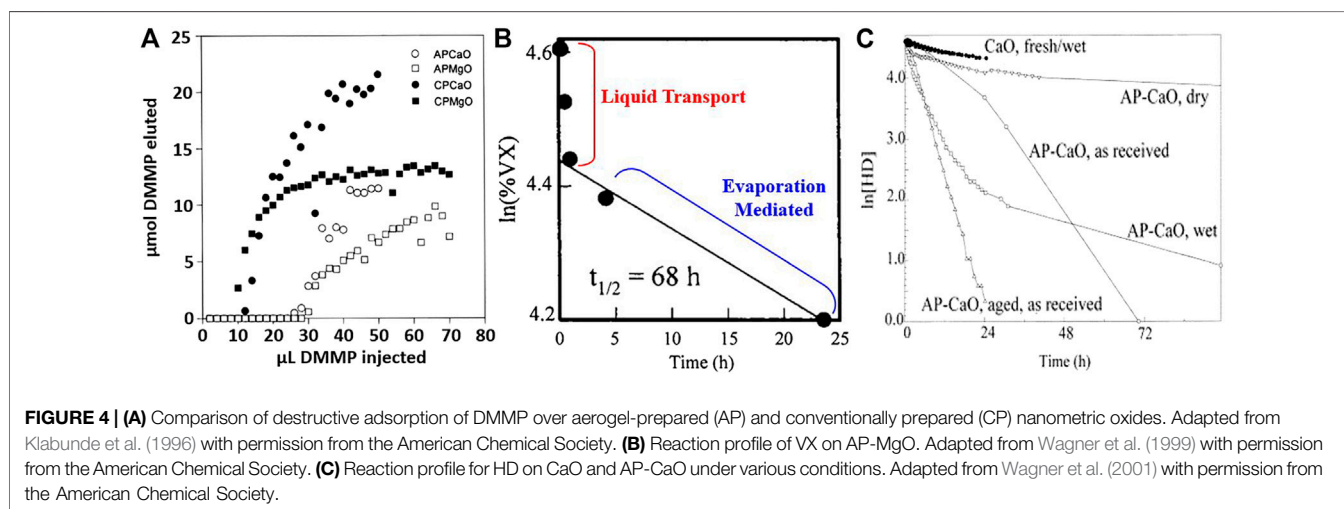 A
25
20
15
10
5
0
μmol DMMP eluted
0 10 20 30 40 50 60 70 80
μL DMMP injected
APCaO
APMgO
CPCaO
CPMgO
B
4.6
4.4
4.2
ln(%VX)
Liquid Transport
Evaporation
Mediated
t1/2 = 68 h
0 5 10 15 20 25
Time (h)
C
4.0
3.0
2.0
1.0
0.0
ln[HD]
CaO, fresh/wet
AP-CaO, dry
AP-CaO, as received
AP-CaO, wet
AP-CaO, aged, as received
0 24 48 72
Time (h)
FIGURE 4 | (A) Comparison of destructive adsorption of DMMP over aerogel-prepared (AP) and conventionally prepared (CP) nanometric oxides. Adapted from
Klabunde et al. (1996) with permission from the American Chemical Society. (B) Reaction profile of VX on AP-MgO. Adapted from Wagner et al. (1999) with permission
from the American Chemical Society. (C) Reaction profile for HD on CaO and AP-CaO under various conditions. Adapted from Wagner et al. (2001) with permission from
the American Chemical Society.